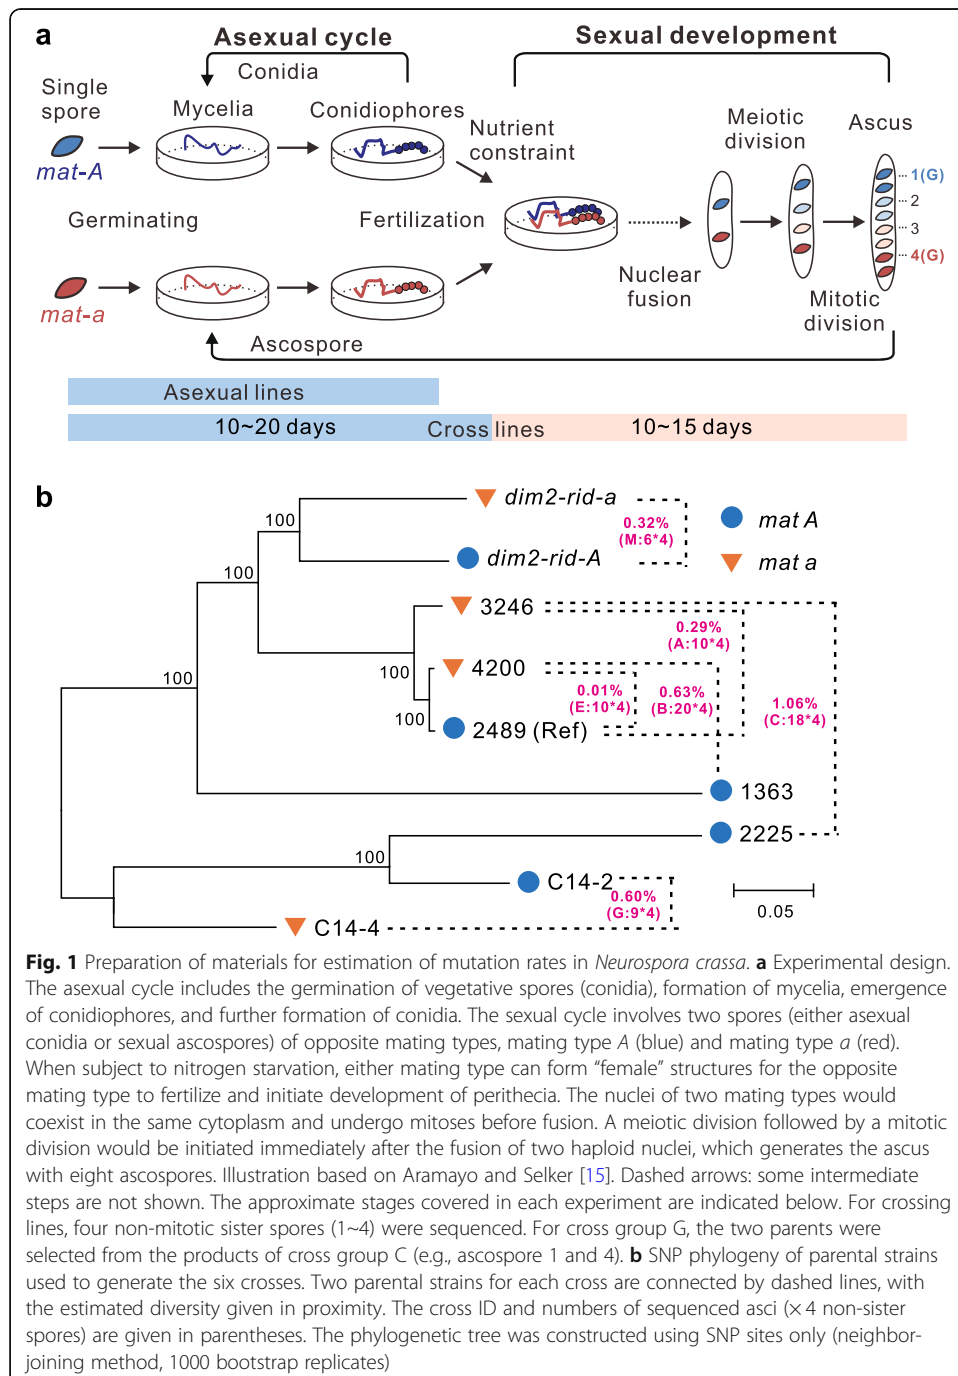 a
Asexual cycle
Sexual development
Conidia
Single
spore
Mycelia
Conidiophores
Nutrient
constraint
Meiotic
division
Ascus
mat-A
1(G)
2
3
4(G)
Germinating
Fertilization
Nuclear
fusion
Mitotic
division
mat-a
Ascospore
Asexual lines
10~20 days
Cross lines
10~15 days
b
dim2-rid-a
100
0.32%
(M:6*4)
mat A
dim2-rid-A
mat a
100
3246
0.29%
(A:10*4)
100
4200
100
0.01%
(E:10*4)
0.63%
(B:20*4)
1.06%
(C:18*4)
100
2489 (Ref)
1363
2225
100
C14-2
0.60%
(G:9*4)
0.05
C14-4
Fig. 1 Preparation of materials for estimation of mutation rates in Neurospora crassa. a Experimental design.
The asexual cycle includes the germination of vegetative spores (conidia), formation of mycelia, emergence
of conidiophores, and further formation of conidia. The sexual cycle involves two spores (either asexual
conidia or sexual ascospores) of opposite mating types, mating type A (blue) and mating type a (red).
When subject to nitrogen starvation, either mating type can form “female” structures for the opposite
mating type to fertilize and initiate development of perithecia. The nuclei of two mating types would
coexist in the same cytoplasm and undergo mitoses before fusion. A meiotic division followed by a mitotic
division would be initiated immediately after the fusion of two haploid nuclei, which generates the ascus
with eight ascospores. Illustration based on Aramayo and Selker [15]. Dashed arrows: some intermediate
steps are not shown. The approximate stages covered in each experiment are indicated below. For crossing
lines, four non-mitotic sister spores (1~4) were sequenced. For cross group G, the two parents were
selected from the products of cross group C (e.g., ascospore 1 and 4). b SNP phylogeny of parental strains
used to generate the six crosses. Two parental strains for each cross are connected by dashed lines, with
the estimated diversity given in proximity. The cross ID and numbers of sequenced asci (× 4 non-sister
spores) are given in parentheses. The phylogenetic tree was constructed using SNP sites only (neighbor-
joining method, 1000 bootstrap replicates)